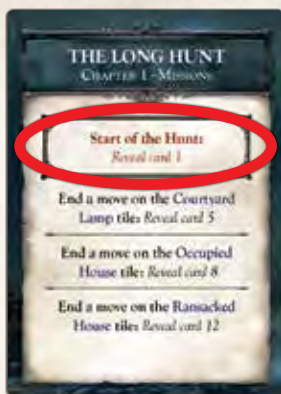 THE LONG HUNT
CHAPTER 1 - MISSIONS
Start of the Hunt:
Reveal card 1
End a move on the Courtyard
Lamp tile: Reveal card 5
End a move on the Occupied
House tile: Reveal card 8
End a move on the Ransacked
House tile: Reveal card 12